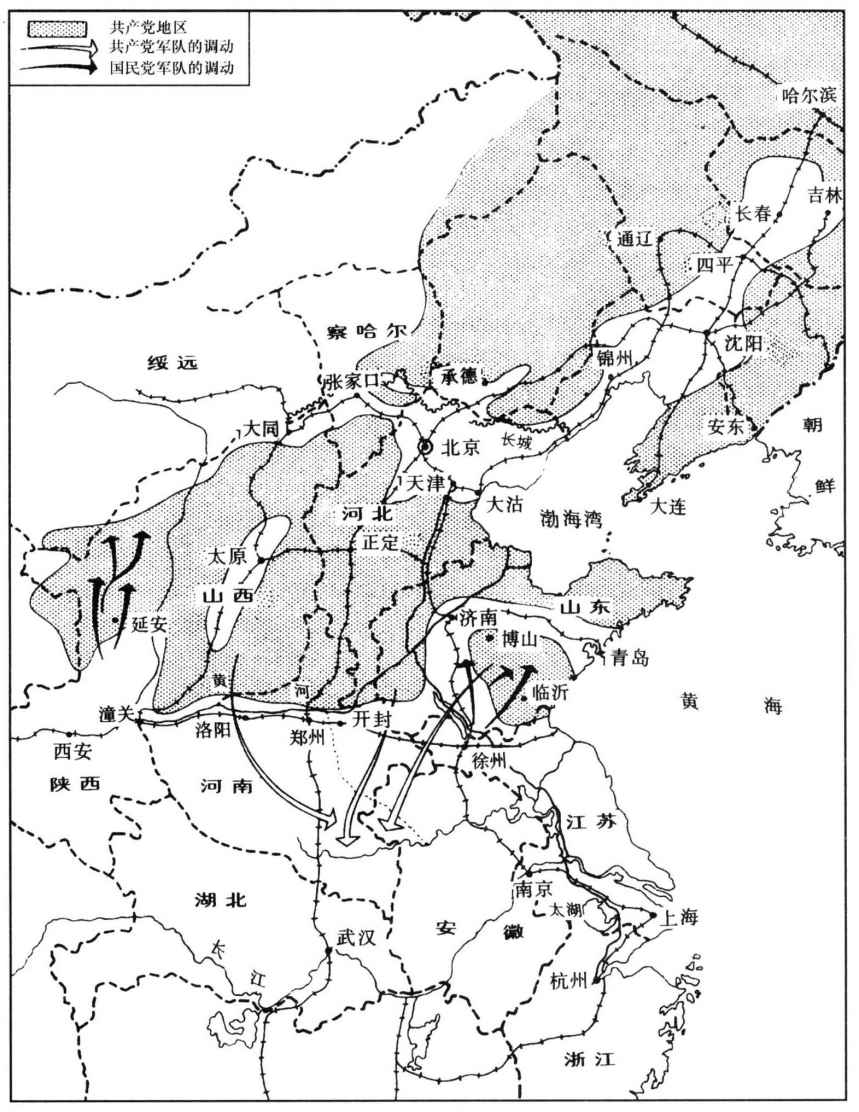 共产党地区
共产党军队的调动
国民党军队的调动
哈尔滨
吉林
长春
通辽
四平
察哈尔
沈阳
绥远
锦州
张家口
承德
大同
安东
朝
北京
长城
天津
鲜
大沽
大连
河北
渤海湾
正定
太原
山西
山东
延安
济南
博山
青岛
黄
河
临沂
黄
海
潼关
洛阳
郑州
开封
西安
徐州
陕西
河南
江苏
南京
湖北
太湖
上海
安
徽
武汉
长
江
杭州
浙江